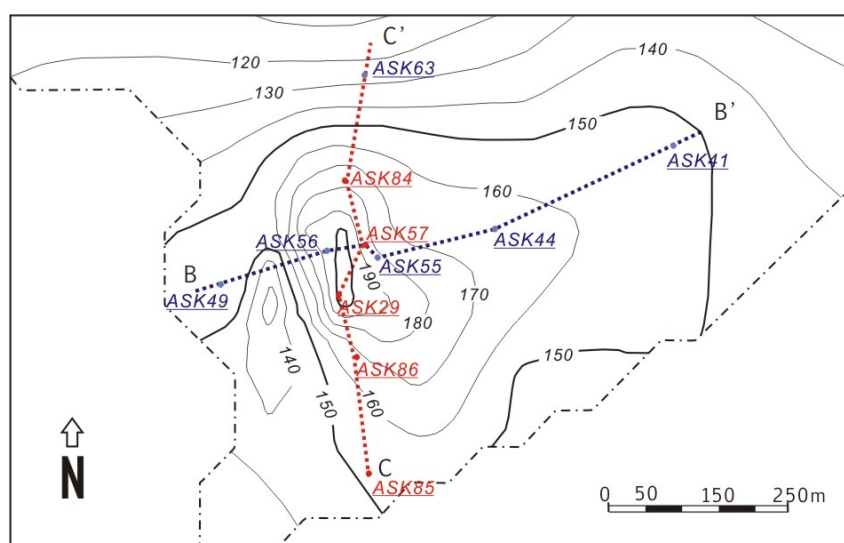 C'
120
ASK63
140
130
B'
150
ASK41
ASK84
160
ASK57
ASK56
ASK44
ASK55
B
190
ASK49
170
ASK29
180
140
150
ASK86
150
160
C
N
ASK85
0 50 150 250m